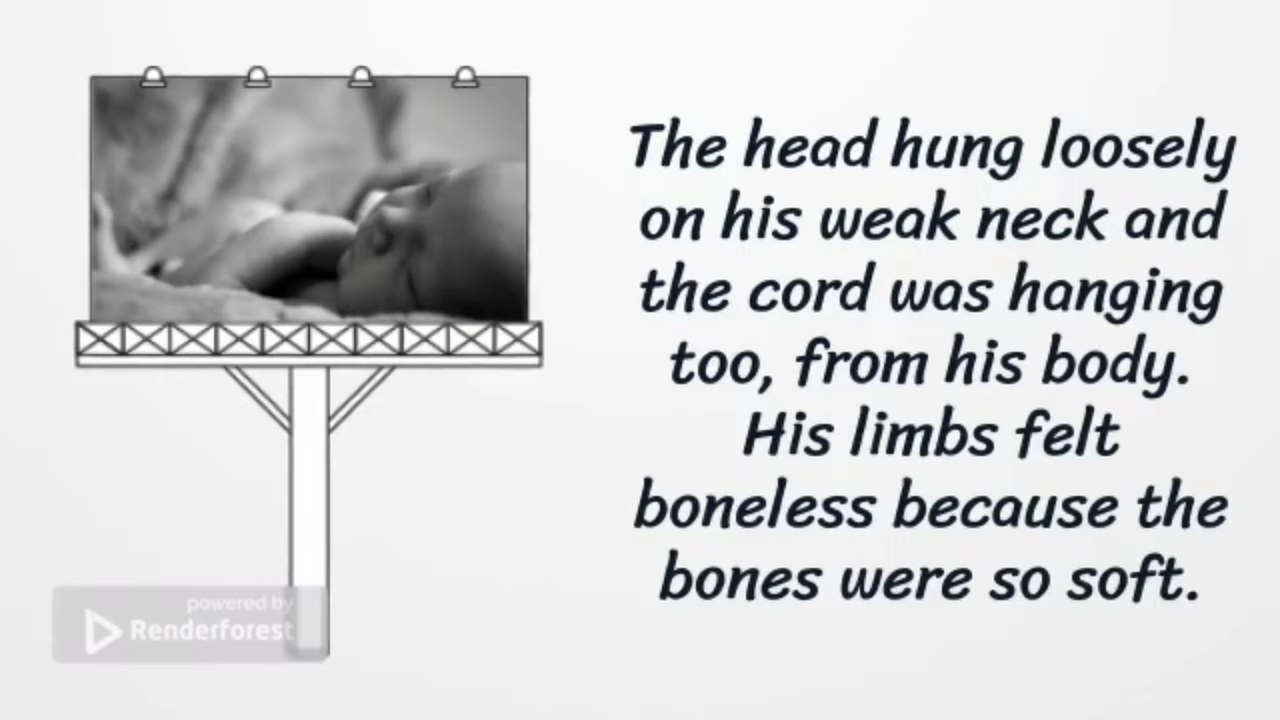 The head hung loosely
on his weak neck and
the cord was hanging
too, from his body.
His limbs felt
boneless because the
bones were so soft.
powered by
Renderforest